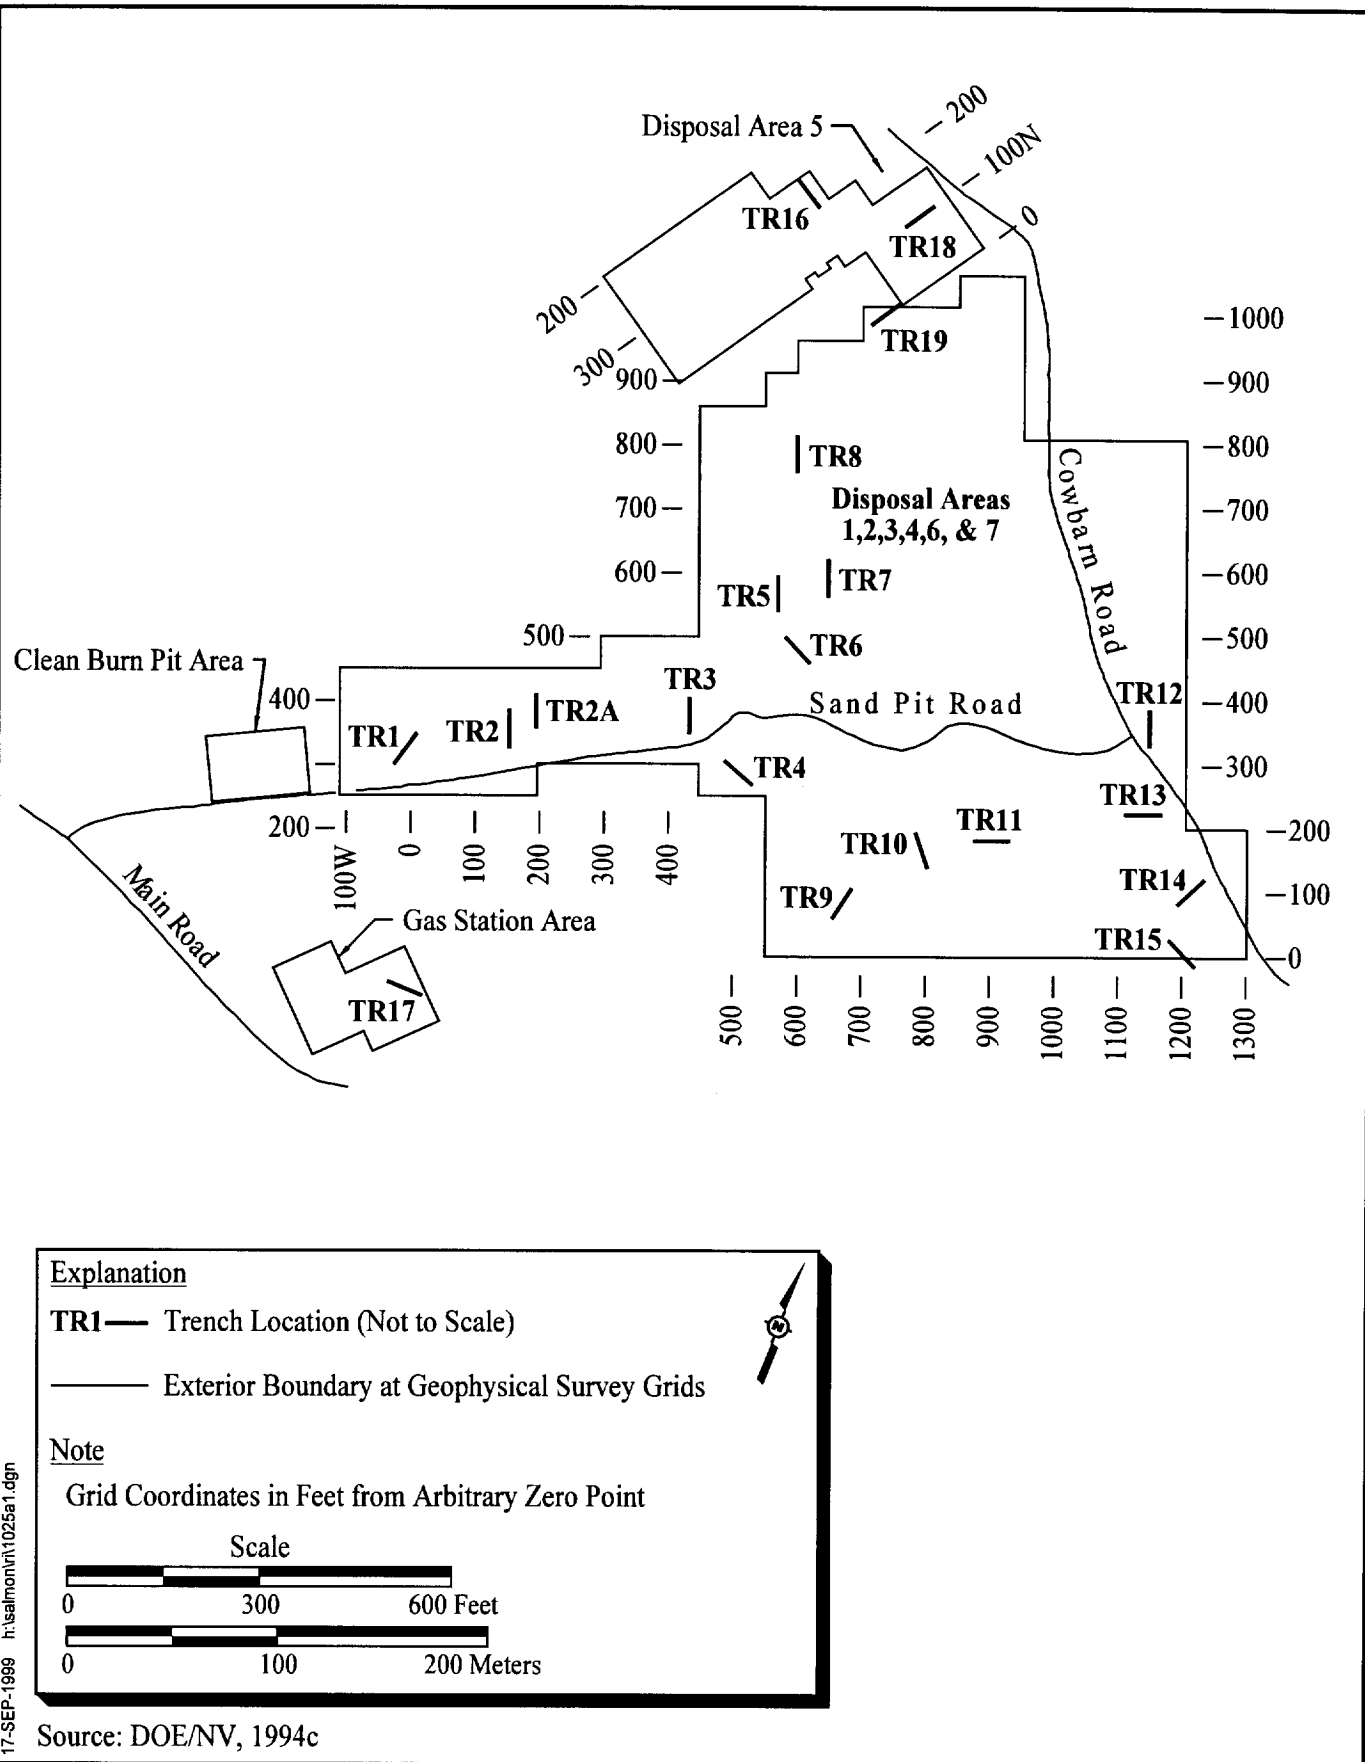 200
Disposal Area 5
100N
0
TR16
TR18
200
300
TR19
1000
900
900
800
TR8
800
Cowbarn Road
700
Disposal Areas
1,2,3,4,6, & 7
700
600
TR5
TR7
600
500
TR6
500
Clean Burn Pit Area
400
TR3
TR12
400
TR1
TR2
TR2A
Sand Pit Road
TR4
300
TR13
200
TR11
200
100W
0
100
200
300
400
TR10
Main Road
TR9
TR14
100
Gas Station Area
TR15
0
TR17
500
600
700
800
900
1000
1100
1200
1300
Explanation
TR1 Trench Location (Not to Scale)
N
Exterior Boundary at Geophysical Survey Grids
Note
Grid Coordinates in Feet from Arbitrary Zero Point
Scale
0 300 600 Feet
0 100 200 Meters
17-SEP-1999 h:\salmon\ri\1025a1.dgn
Source: DOE/NV, 1994c